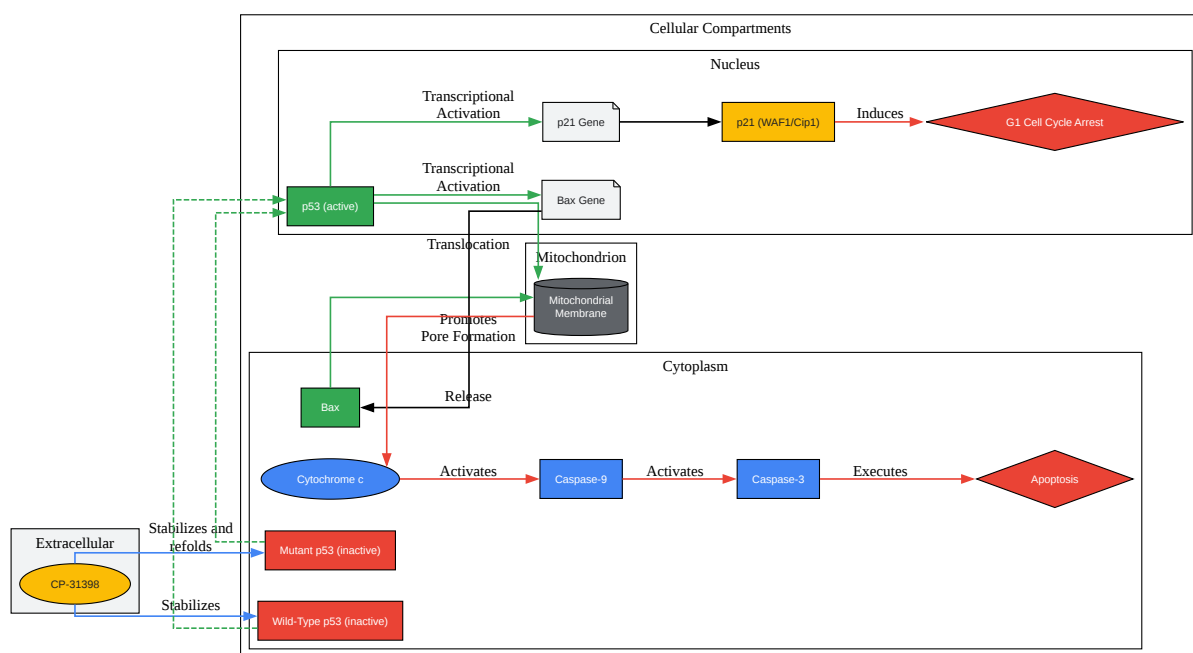 Cellular Compartments
Nucleus
Transcriptional
Activation
p21 Gene
p21 (WAF1/Cip1)
Induces
G1 Cell Cycle Arrest
Transcriptional
Activation
p53 (active)
Bax Gene
Translocation
Mitochondrion
Mitochondrial
Membrane
Promotes
Pore Formation
Cytoplasm
Bax
Release
Cytochrome c
Activates
Caspase-9
Activates
Caspase-3
Executes
Apoptosis
Stabilizes and
refolds
Extracellular
Mutant p53 (inactive)
CP-31398
Stabilizes
Wild-Type p53 (inactive)